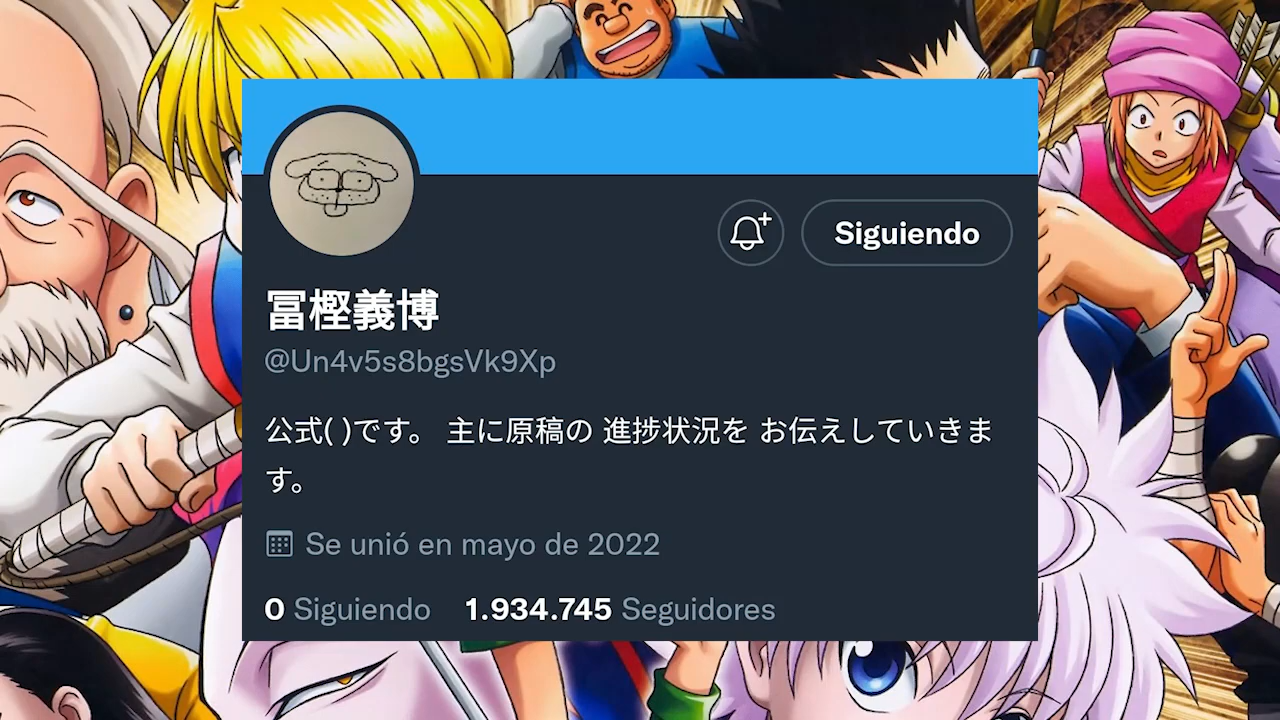 Siguiendo
冨樫義博
@Un4v5s8bgsVk9Xp
公式( )です。 主に原稿の 進捗状況を お伝えしていきま
す。
Se unió en mayo de 2022
0 Siguiendo 1.934.745 Seguidores